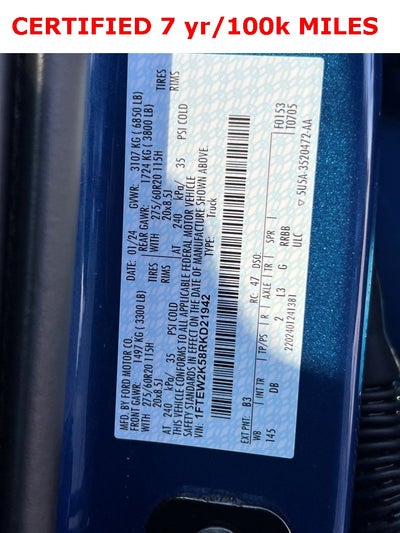 CERTIFIED 7 yr/100k MILES
MFD. BY FORD MOTOR CO.
DATE: 01/24 GVWR: 3107 KG ( 6850 LB)
FRONT GAWR: 1497 KG ( 3300 LB) REAR GAWR: 1724 KG ( 3800 LB)
WITH 275/60R20 115H WITH 275/60R20 115H TIRES
20x8.5J RIMS 20x8.5J RIMS
AT 240 kPa/ 35 PSI COLD AT 240 kPa/ 35 PSI COLD
THIS VEHICLE CONFORMS TO ALL APPLICABLE FEDERAL MOTOR VEHICLE
SAFETY STANDARDS IN EFFECT ON THE DATE OF MANUFACTURE SHOWN ABOVE.
VIN: 1FTEW2K58RKD21942 TYPE: Truck
F0153
T0705
EXT PNT: B3 RC: 47 DSO:
WB INT TR TP/PS R AXLE TR SPR
145 DB 2 L3 G RRBB
2202401241381 ULC
5U5A-3520472-AA